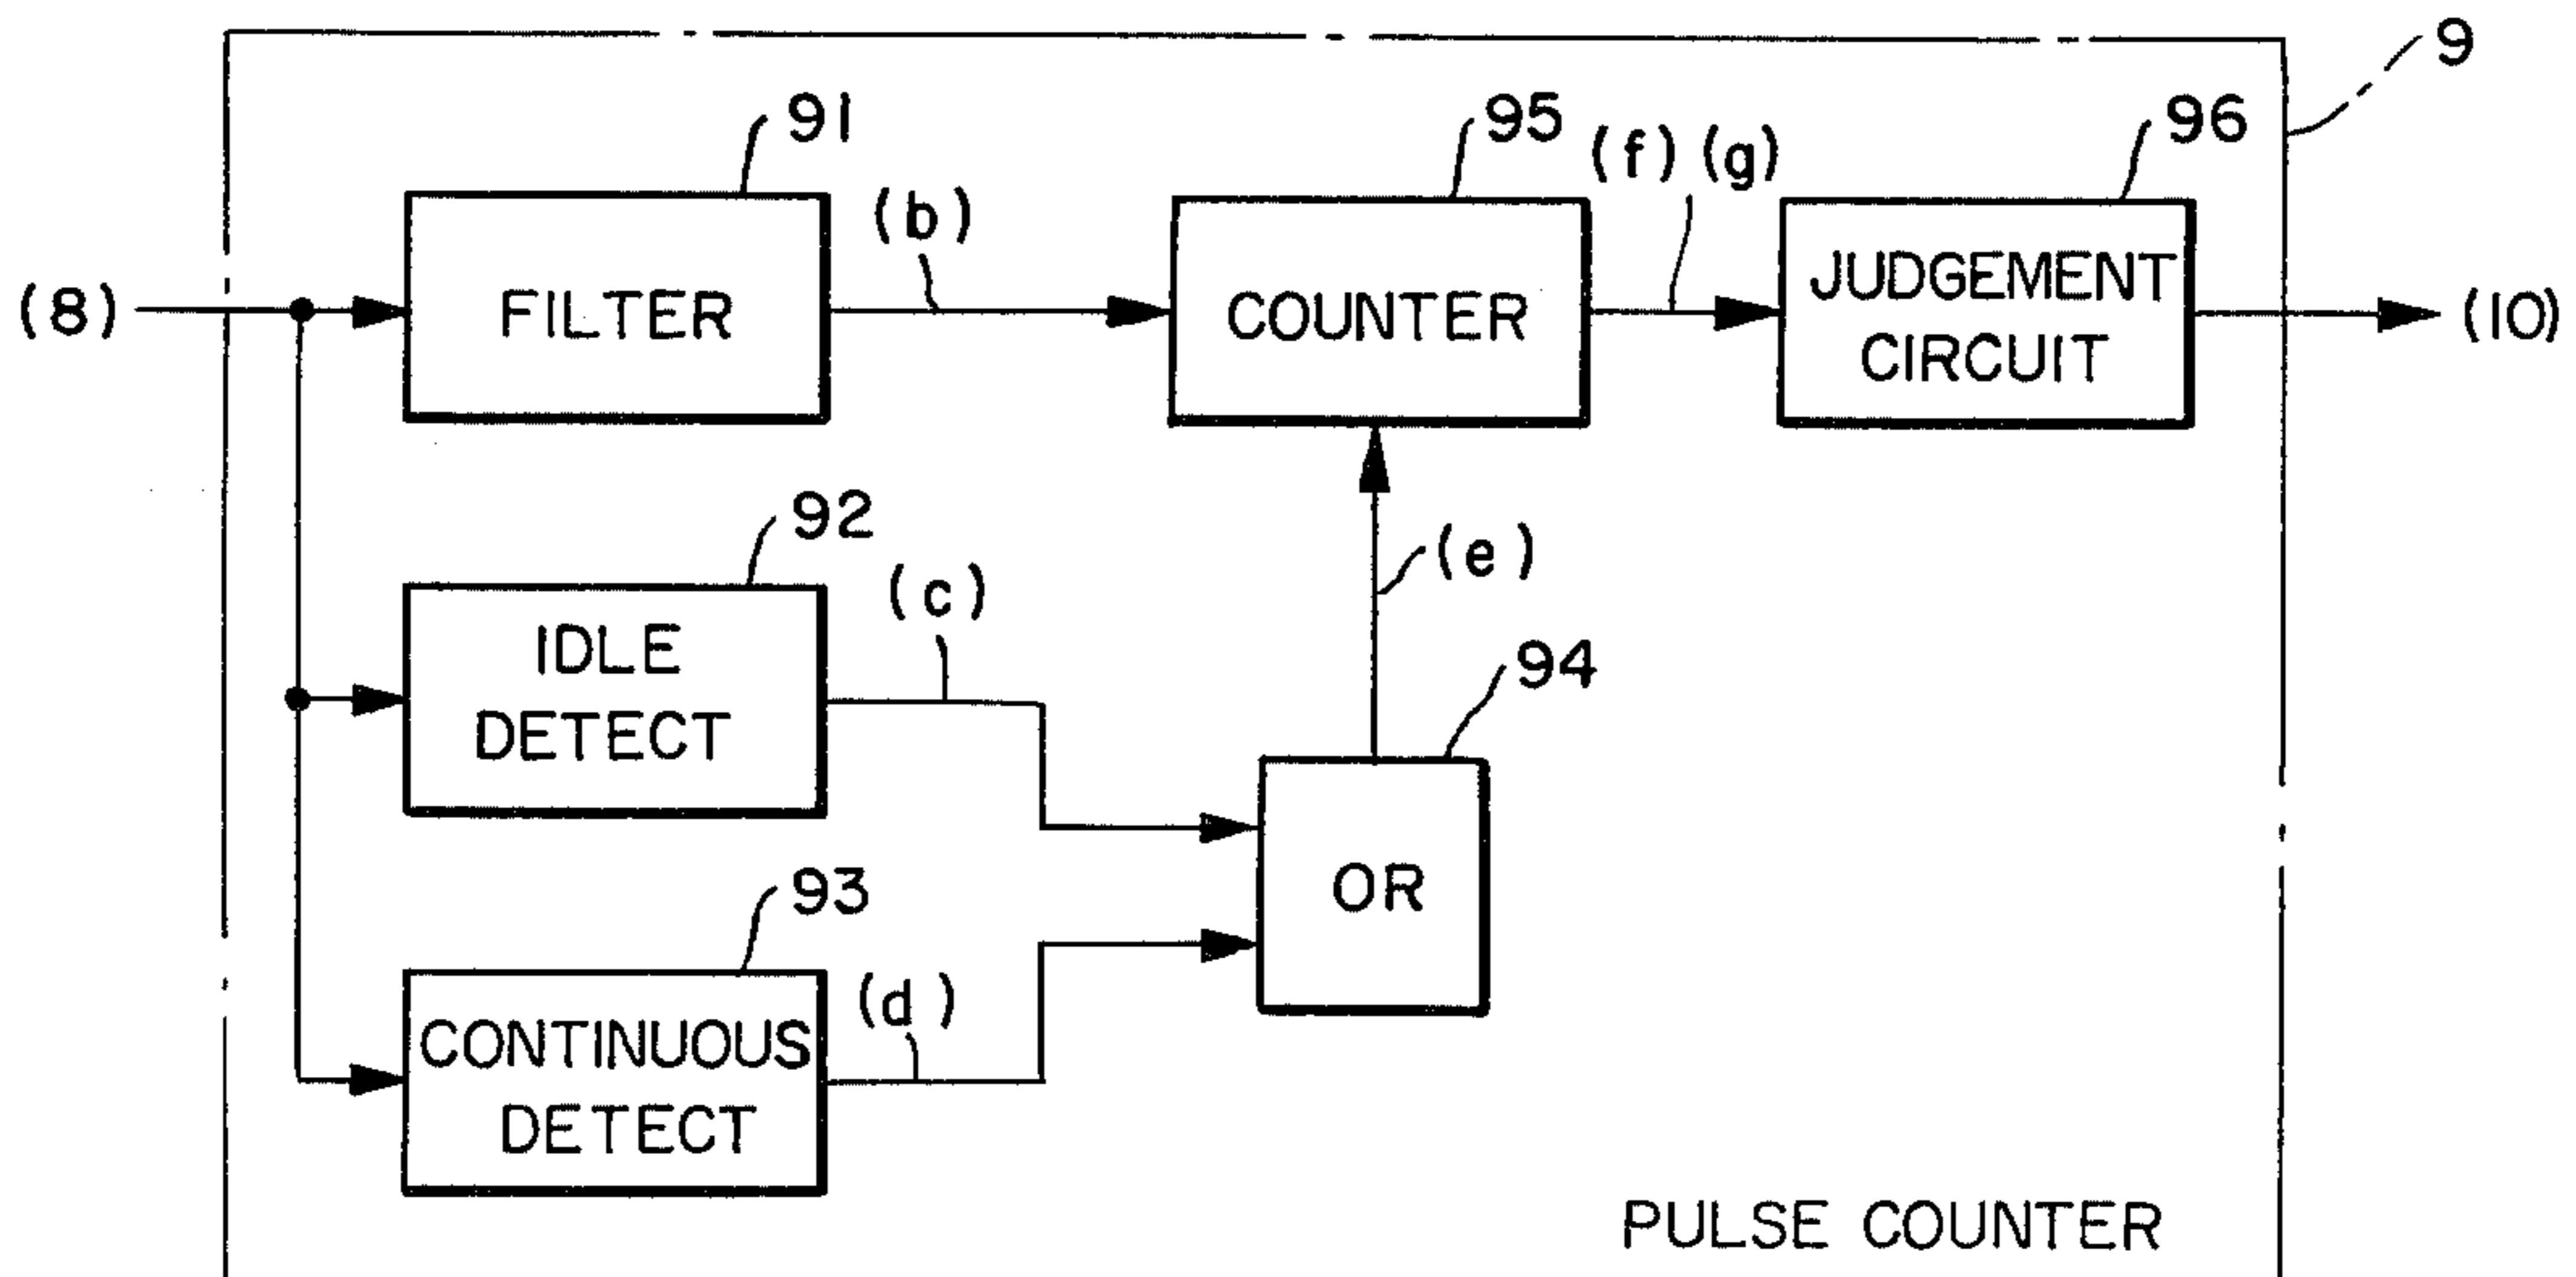 9
91
95
96
(b)
(f) (g)
(8)
FILTER
COUNTER
JUDGEMENT
CIRCUIT
(10)
92
(c)
(e)
IDLE
DETECT
94
93
(d)
OR
CONTINUOUS
DETECT
PULSE COUNTER